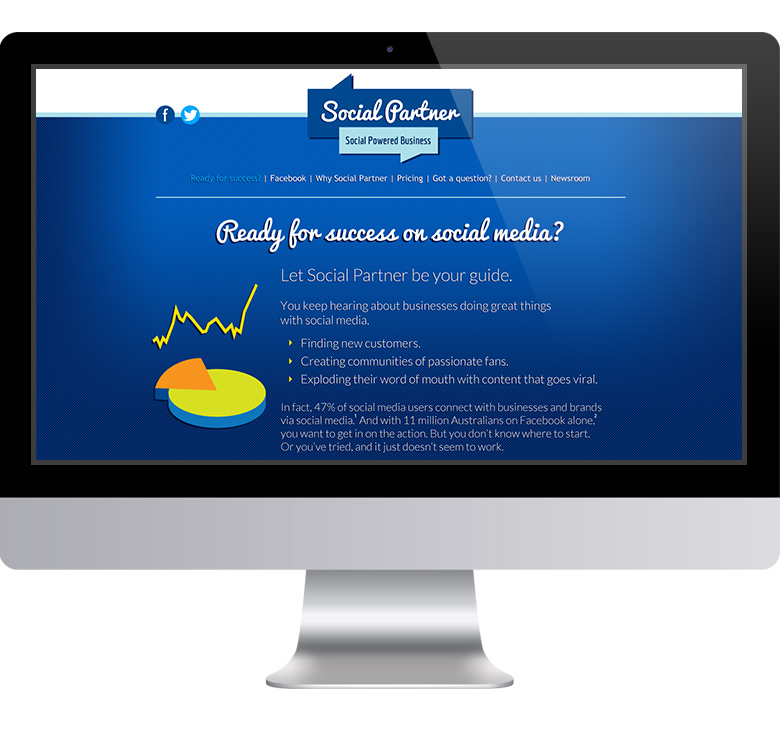 f
Social Partner
Social Powered Business
Ready for success? | Facebook | Why Social Partner | Pricing | Got a question? | Contact us | Newsroom
Ready for success on social media?
Let Social Partner be your guide.
You keep hearing about businesses doing great things
with social media.
Finding new customers.
Creating communities of passionate fans.
Exploding their word of mouth with content that goes viral.
In fact, 47% of social media users connect with businesses and brands
via social media.¹ And with 11 million Australians on Facebook alone,²
you want to get in on the action. But you don't know where to start.
Or you've tried, and it just doesn't seem to work.